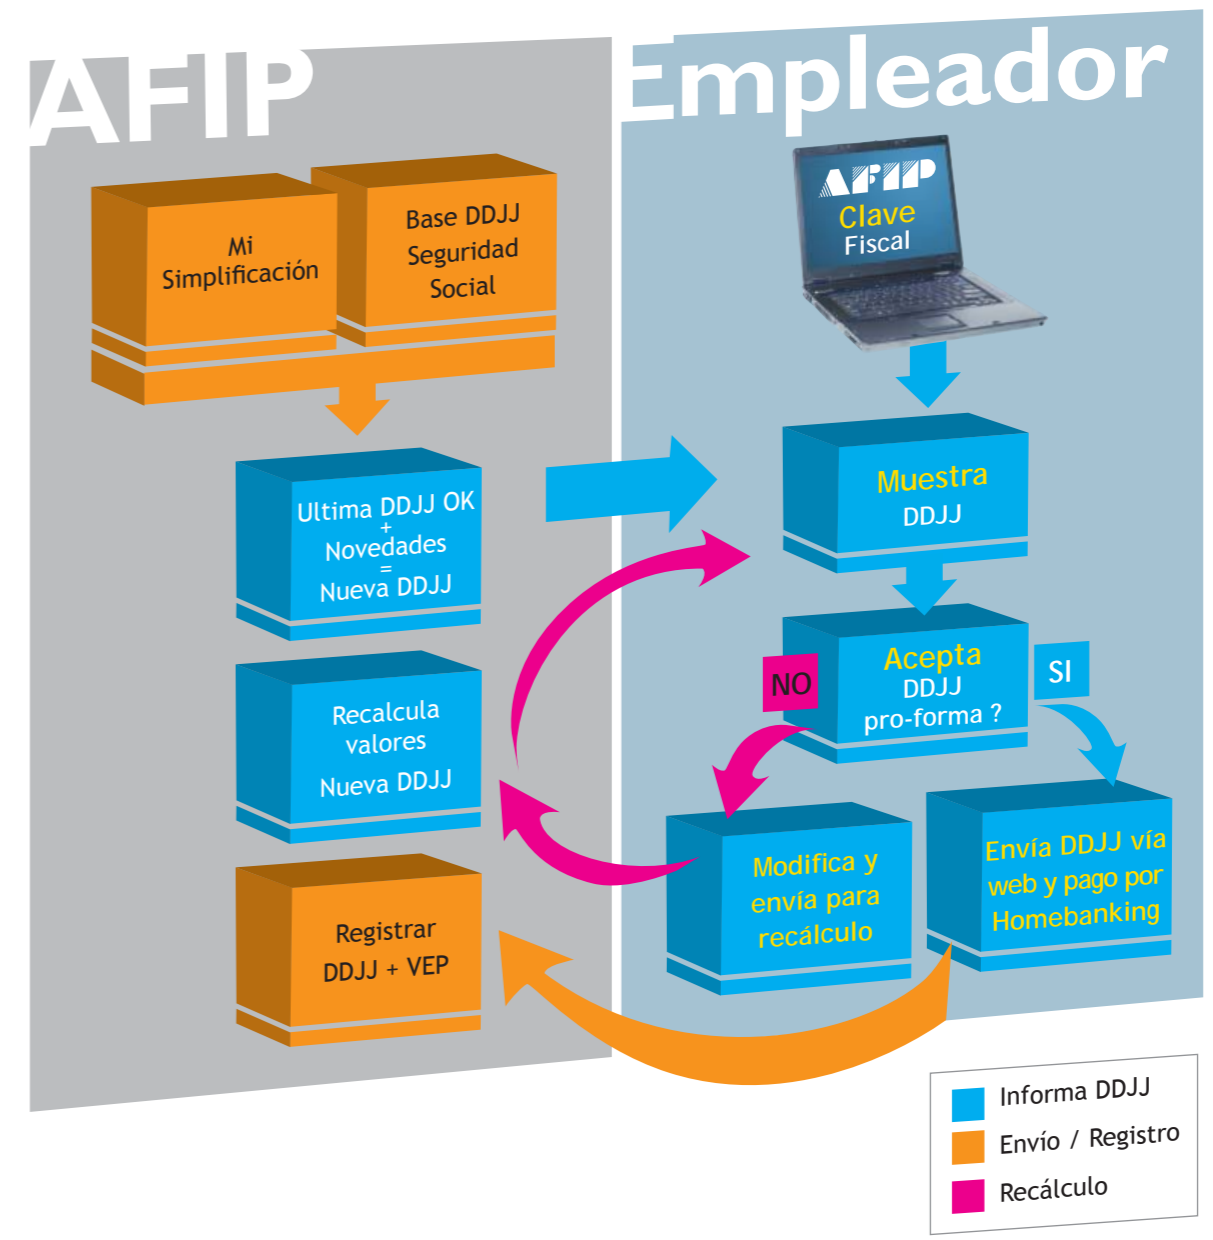 AFIP
Empleador
Mi
Simplificación
Base DDJJ
Seguridad
Social
AFIP
Clave
Fiscal
Ultima DDJJ OK
+
Novedades
=
Nueva DDJJ
Muestra
DDJJ
Recalcula
valores
Nueva DDJJ
NO
Acepta
DDJJ
pro-forma ?
SI
Registrar
DDJJ + VEP
Modifica y
envía para
recálculo
Envía DDJJ vía
web y pago por
Homebanking
Informa DDJJ
Envío / Registro
Recálculo